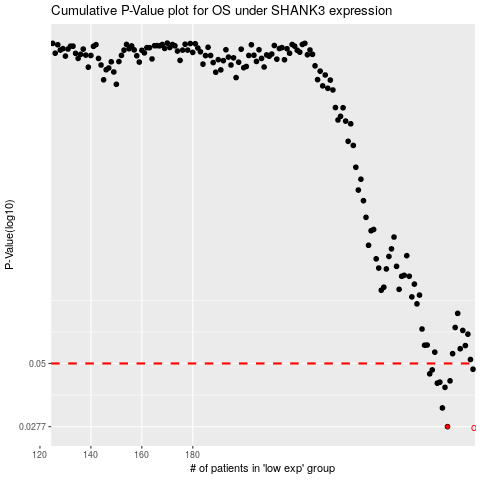 Cumulative P-Value plot for OS under SHANK3 expression
P-Value(log10)
0.05
0.0277
120 140 160 180
# of patients in 'low exp' group